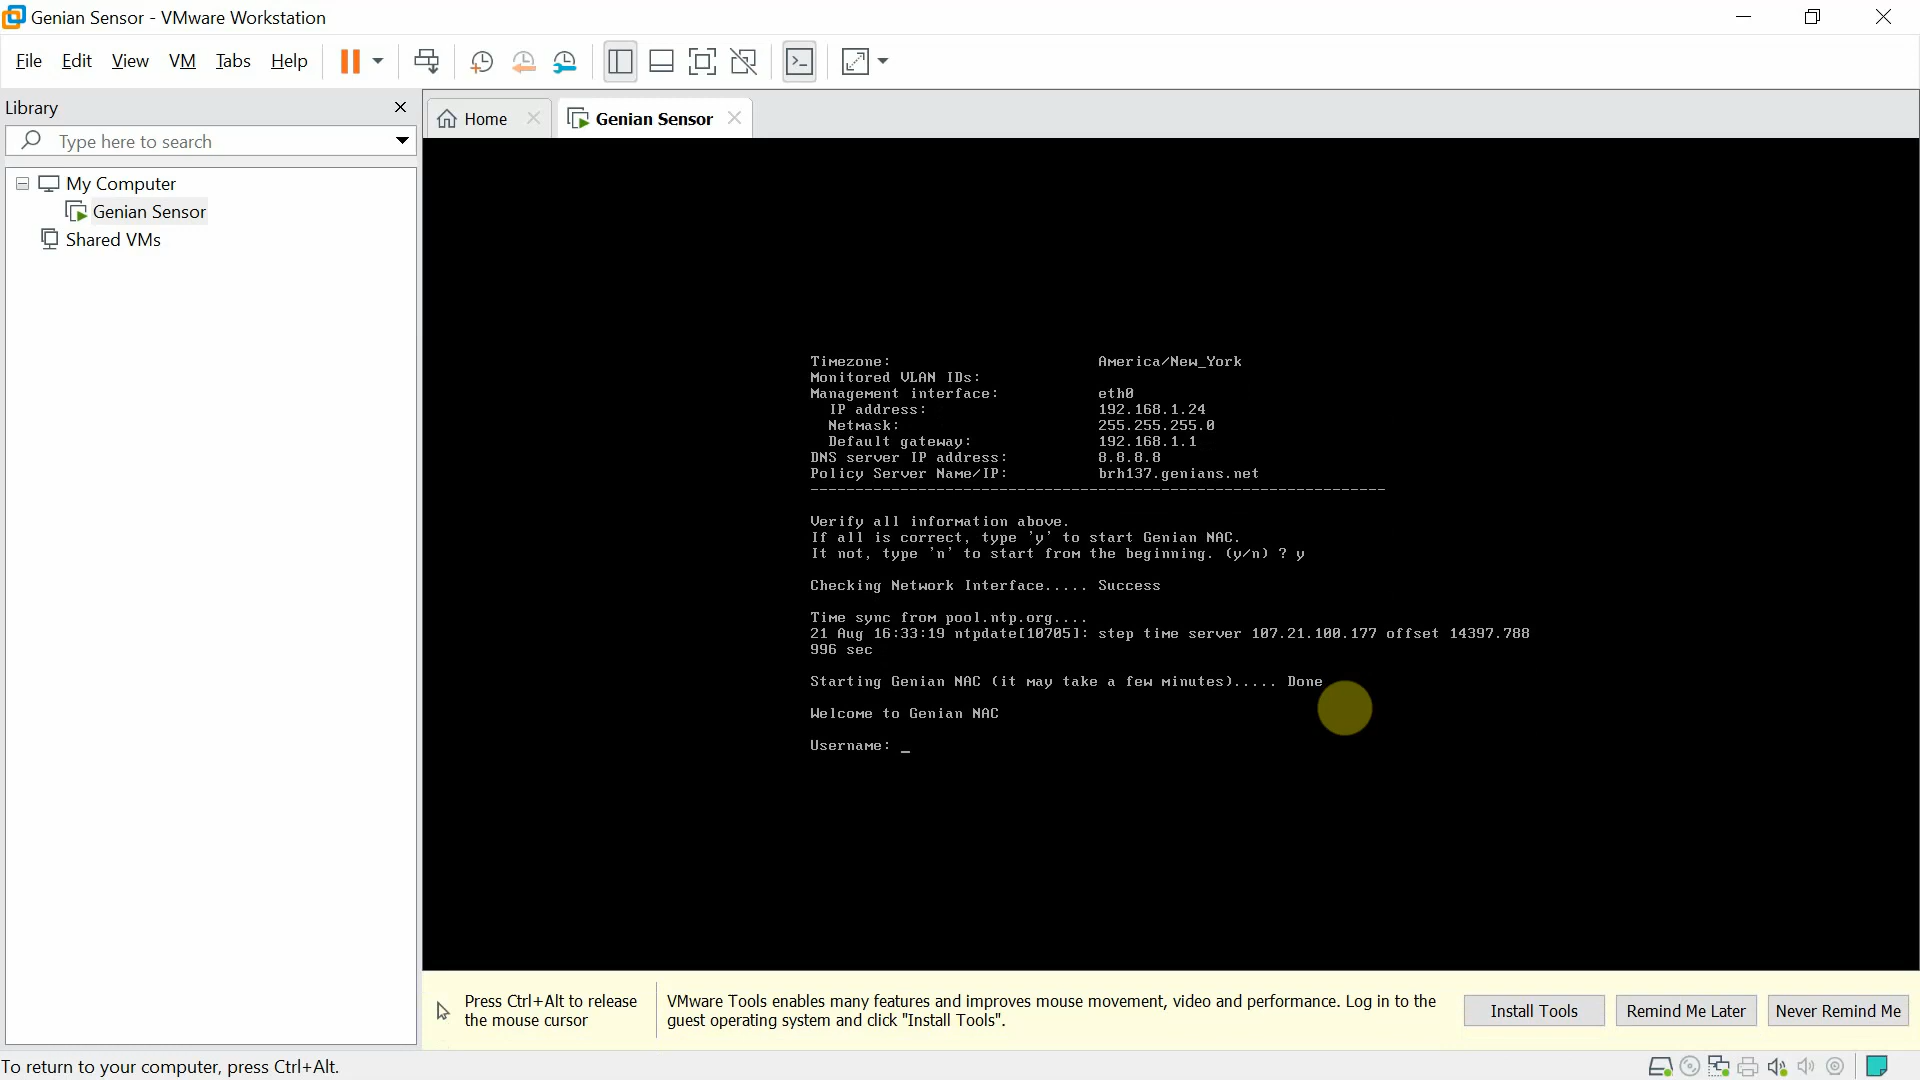 Genian Sensor - VMware Workstation
File Edit View VM Tabs Help
Library
Type here to search
My Computer
Genian Sensor
Shared VMs
Home
Genian Sensor
Timezone: America/New_York
Monitored VLAN IDs:
Management interface: eth0
IP address: 192.168.1.24
Netmask: 255.255.255.0
Default gateway: 192.168.1.1
DNS server IP address: 8.8.8.8
Policy Server Name/IP: brh137.genians.net
----------------------------------------------------------------
Verify all information above.
If all is correct, type 'y' to start Genian NAC.
It not, type 'n' to start from the beginning. (y/n) ? y
Checking Network Interface..... Success
Time sync from pool.ntp.org....
21 Aug 16:33:19 ntpdate[10705]: step time server 107.21.100.177 offset 14397.788
996 sec
Starting Genian NAC (it may take a few minutes)..... Done
Welcome to Genian NAC
Username: _
Press Ctrl+Alt to release
the mouse cursor
VMware Tools enables many features and improves mouse movement, video and performance. Log in to the
guest operating system and click "Install Tools".
Install Tools
Remind Me Later
Never Remind Me
To return to your computer, press Ctrl+Alt.